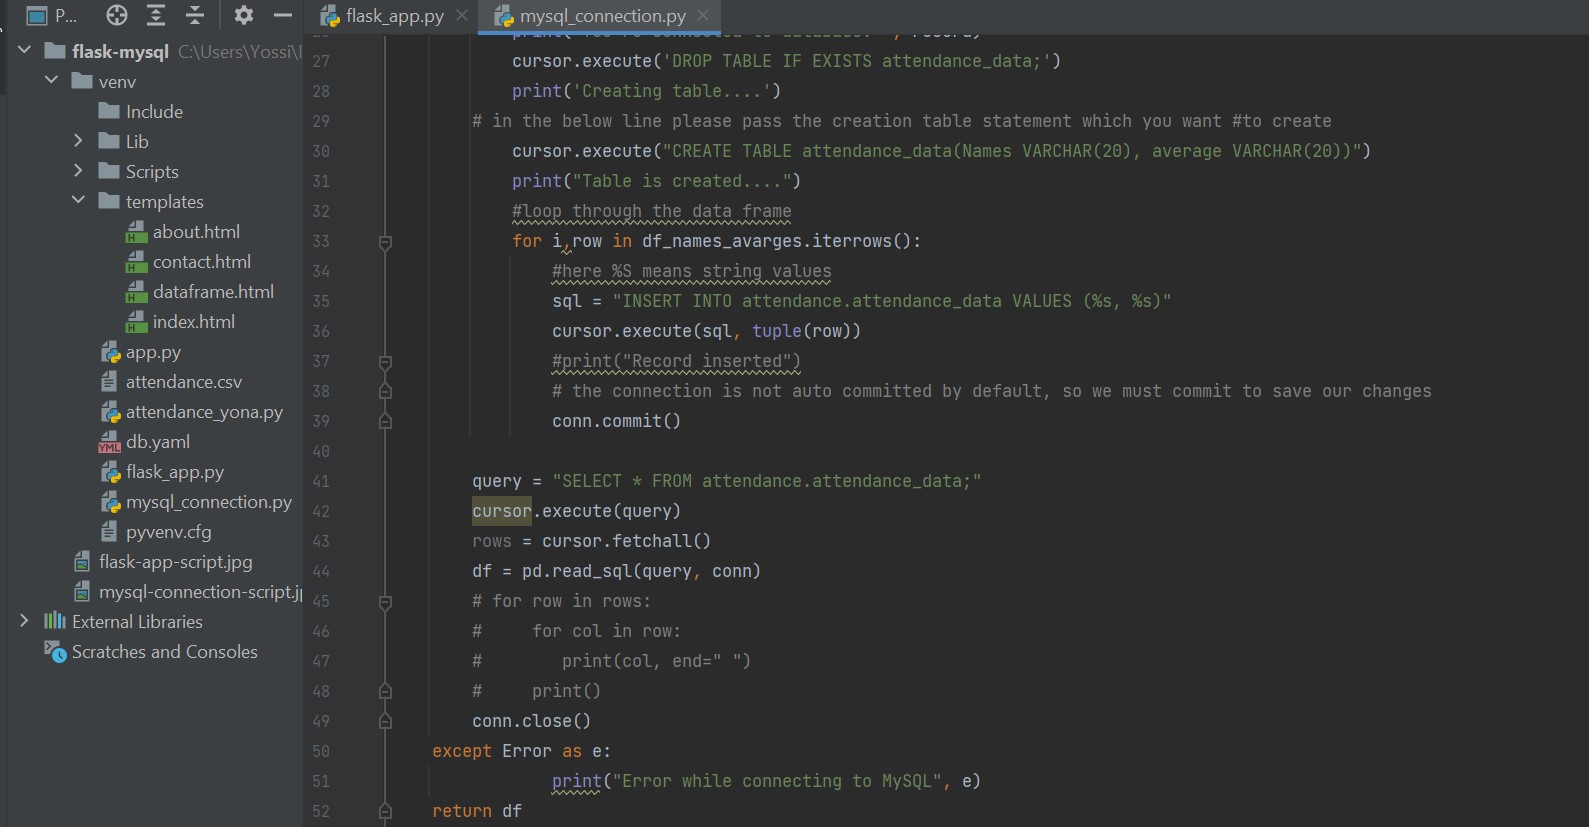 P...
flask_app.py
mysql_connection.py
flask-mysql C:\Users\Yossi\
venv
Include
Lib
Scripts
templates
about.html
contact.html
dataframe.html
index.html
app.py
attendance.csv
attendance_yona.py
db.yaml
flask_app.py
mysql_connection.py
pyvenv.cfg
flask-app-script.jpg
mysql-connection-script.j
External Libraries
Scratches and Consoles
27 cursor.execute('DROP TABLE IF EXISTS attendance_data;')
28 print('Creating table....')
29 # in the below line please pass the creation table statement which you want #to create
30 cursor.execute("CREATE TABLE attendance_data(Names VARCHAR(20), average VARCHAR(20))")
31 print("Table is created....")
32 #loop through the data frame
33 for i,row in df_names_avarges.iterrows():
34 #here %S means string values
35 sql = "INSERT INTO attendance.attendance_data VALUES (%s, %s)"
36 cursor.execute(sql, tuple(row))
37 #print("Record inserted")
38 # the connection is not auto committed by default, so we must commit to save our changes
39 conn.commit()
40
41 query = "SELECT * FROM attendance.attendance_data;"
42 cursor.execute(query)
43 rows = cursor.fetchall()
44 df = pd.read_sql(query, conn)
45 # for row in rows:
46 #     for col in row:
47 #        print(col, end=" ")
48 #     print()
49 conn.close()
50 except Error as e:
51 print("Error while connecting to MySQL", e)
52 return df